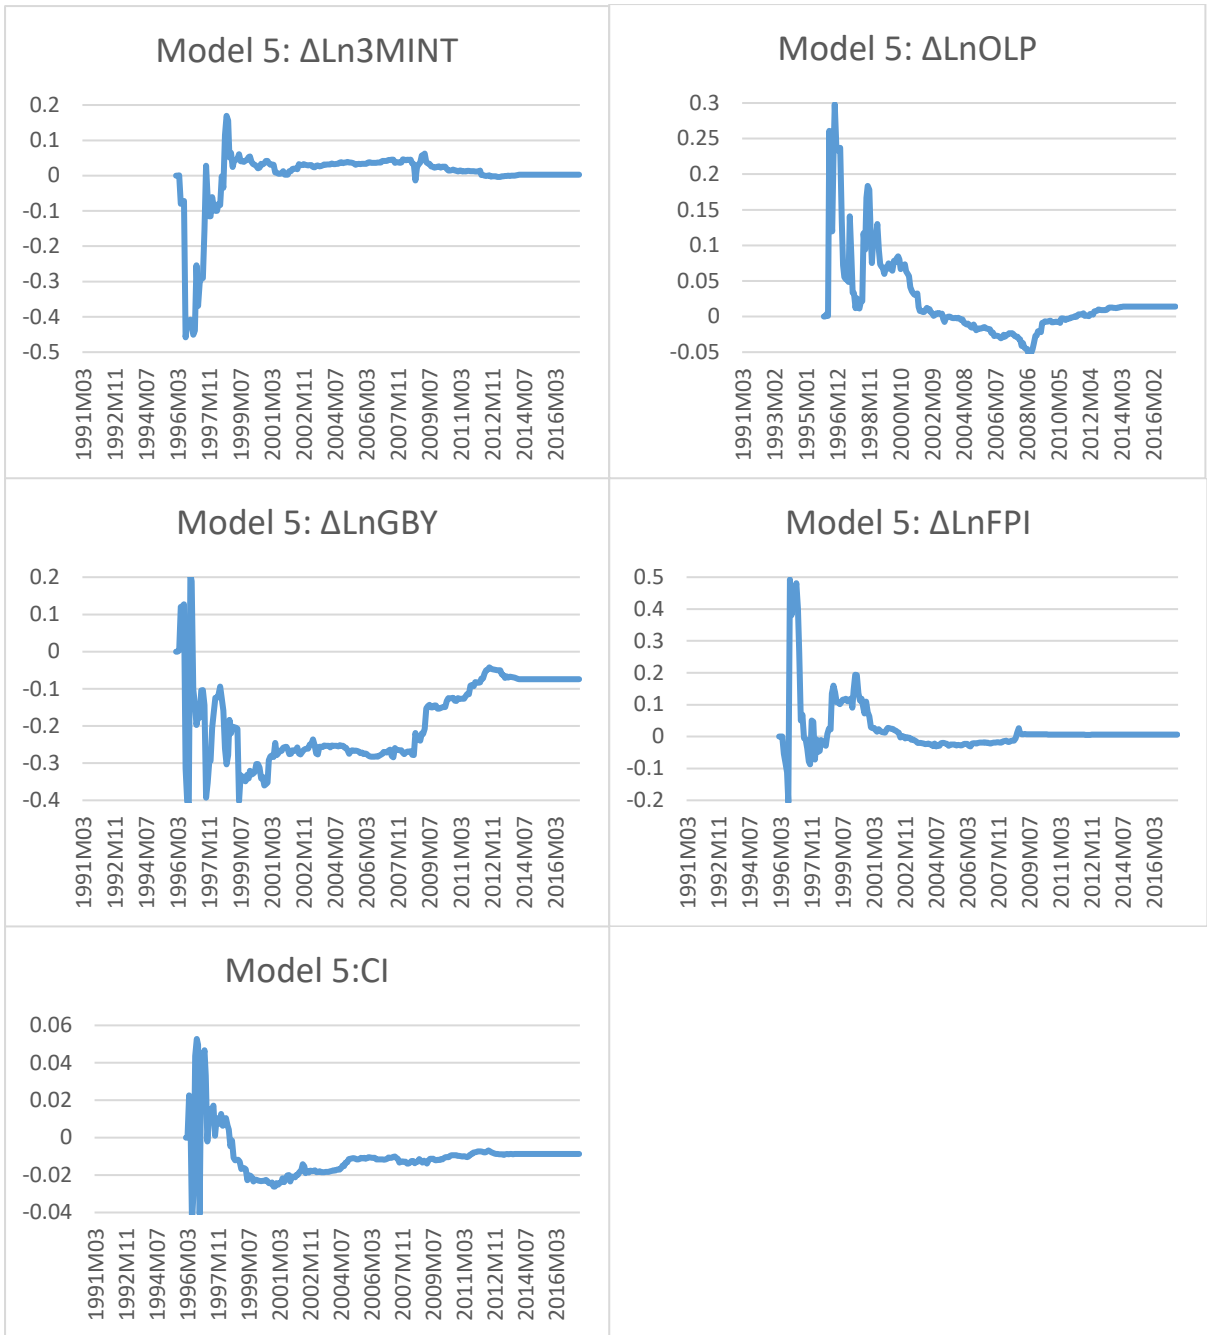 Model 5: ΔLn3MINT
0.2
0.1
0
-0.1
-0.2
-0.3
-0.4
-0.5
1991M03
1992M11
1994M07
1996M03
1997M11
1999M07
2001M03
2002M11
2004M07
2006M03
2007M11
2009M07
2011M03
2012M11
2014M07
2016M03
Model 5: ΔLnOLP
0.3
0.25
0.2
0.15
0.1
0.05
0
-0.05
1991M03
1993M02
1995M01
1996M12
1998M11
2000M10
2002M09
2004M08
2006M07
2008M06
2010M05
2012M04
2014M03
2016M02
Model 5: ΔLnGBY
0.2
0.1
0
-0.1
-0.2
-0.3
-0.4
1991M03
1992M11
1994M07
1996M03
1997M11
1999M07
2001M03
2002M11
2004M07
2006M03
2007M11
2009M07
2011M03
2012M11
2014M07
2016M03
Model 5: ΔLnFPI
0.5
0.4
0.3
0.2
0.1
0
-0.1
-0.2
1991M03
1992M11
1994M07
1996M03
1997M11
1999M07
2001M03
2002M11
2004M07
2006M03
2007M11
2009M07
2011M03
2012M11
2014M07
2016M03
Model 5:CI
0.06
0.04
0.02
0
-0.02
-0.04
1991M03
1992M11
1994M07
1996M03
1997M11
1999M07
2001M03
2002M11
2004M07
2006M03
2007M11
2009M07
2011M03
2012M11
2014M07
2016M03